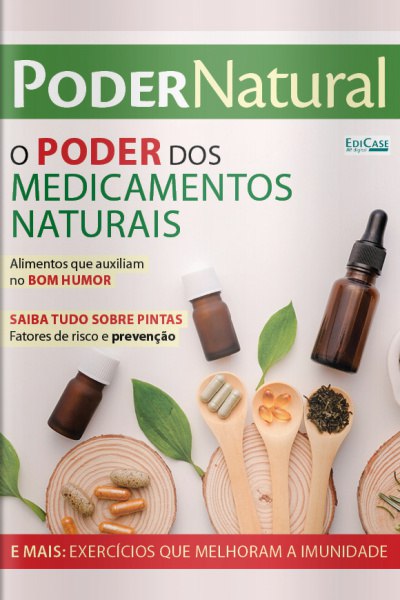 PODERNatural
EDICASE
digital
O PODER DOS
MEDICAMENTOS
NATURAIS
Alimentos que auxiliam
no BOM HUMOR
SAIBA TUDO SOBRE PINTAS
Fatores de risco e prevenção
E MAIS: EXERCÍCIOS QUE MELHORAM A IMUNIDADE